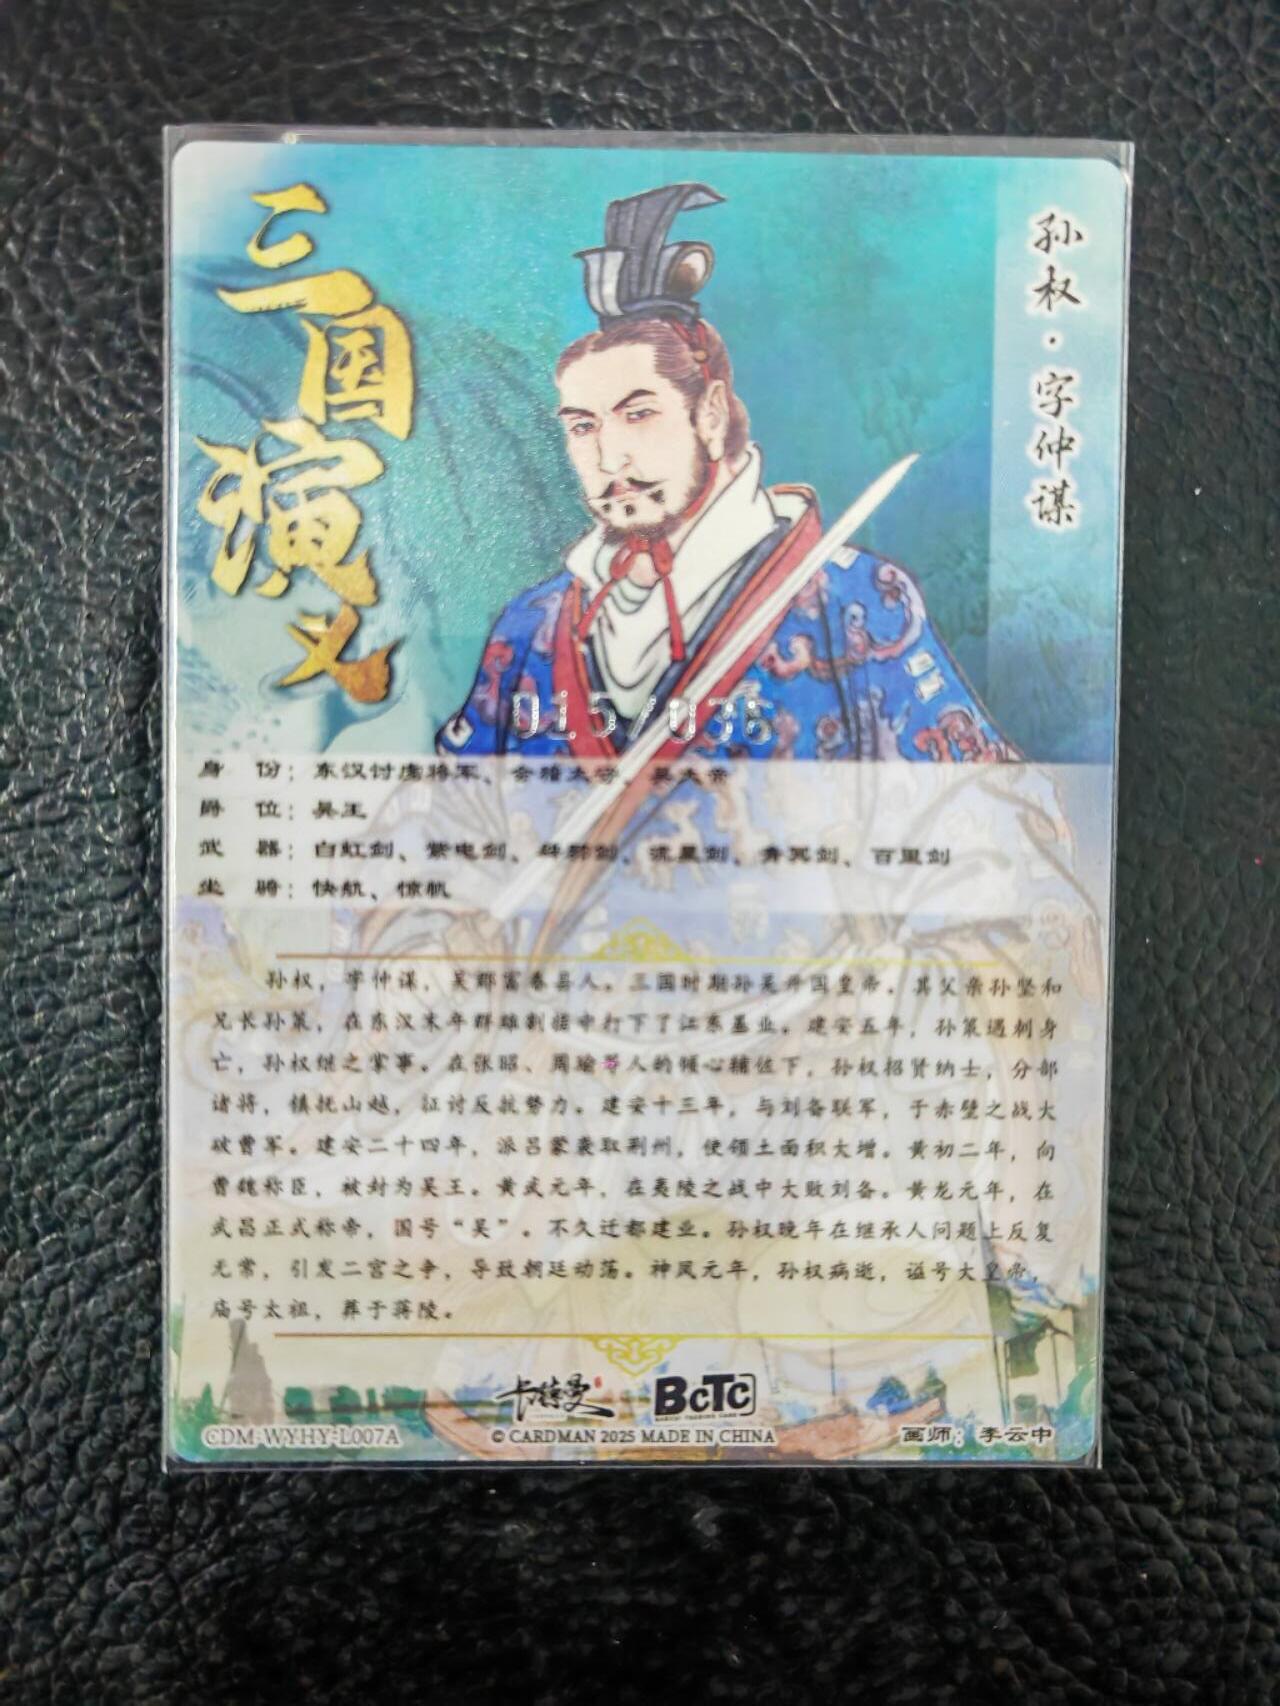 三国演义
孙权·字仲谋
015/036
身 份：东汉讨虏将军、会稽太守、吴大帝
爵 位：吴王
武 器：白虹剑、紫电剑、辟邪剑、流星剑、青冥剑、百里剑
坐 骑：快航、惊帆
孙权，字仲谋，吴郡富春县人。三国时期孙吴开国皇帝。其父亲孙坚和
兄长孙策，在东汉末年群雄割据中打下了江东基业。建安五年，孙策遇刺身
亡，孙权继之掌事。在张昭、周瑜等人的倾心辅佐下，孙权招贤纳士，分部
诸将，镇抚山越，征讨反抗势力。建安十三年，与刘备联军，于赤壁之战大
破曹军。建安二十四年，派吕蒙袭取荆州，使领土面积大增。黄初二年，向
曹魏称臣，被封为吴王。黄武元年，在夷陵之战中大败刘备。黄龙元年，在
武昌正式称帝，国号“吴”。不久迁都建业。孙权晚年在继承人问题上反复
无常，引发二宫之争，导致朝廷动荡。神凤元年，孙权病逝，谥号大皇帝，
庙号太祖，葬于蒋陵。
卡特曼
BCTC
CDM-WYHY-L007A
© CARDMAN 2025 MADE IN CHINA
画师：李云中